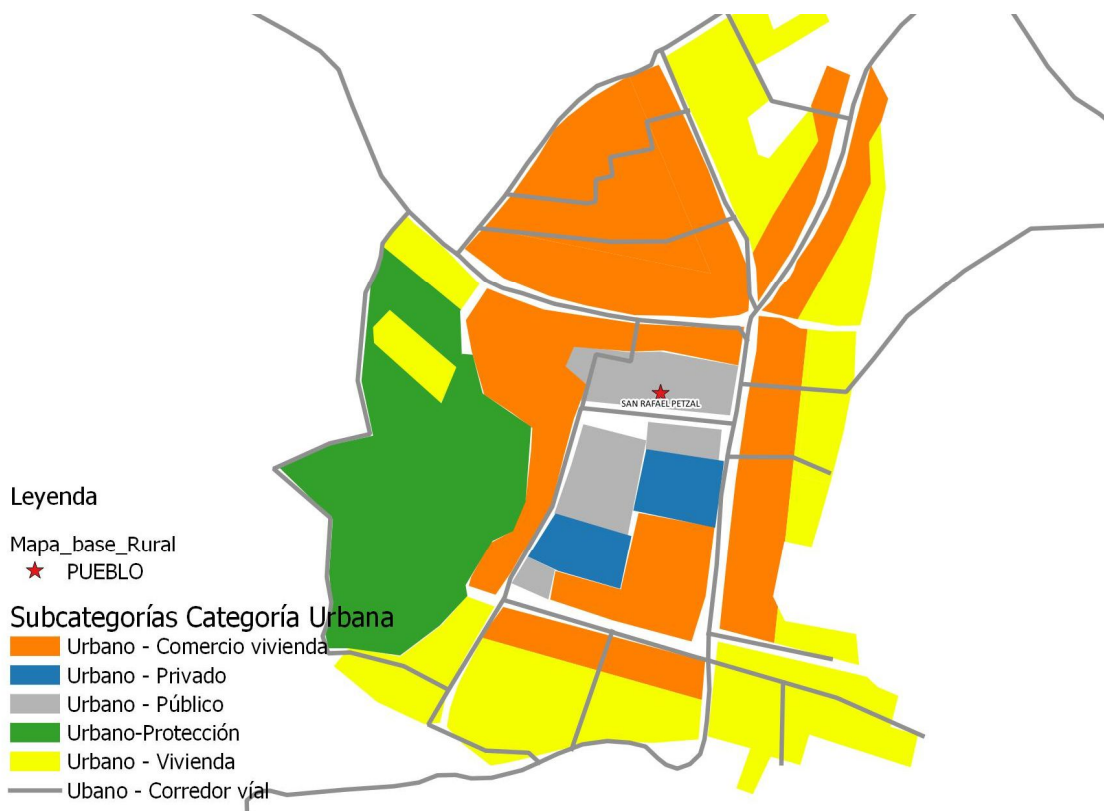 SAN RAFAEL PETZAL
Leyenda
Mapa_base_Rural
PUEBLO
Subcategorías Categoría Urbana
Urbano - Comercio vivienda
Urbano - Privado
Urbano - Público
Urbano-Protección
Urbano - Vivienda
Ubano - Corredor víal